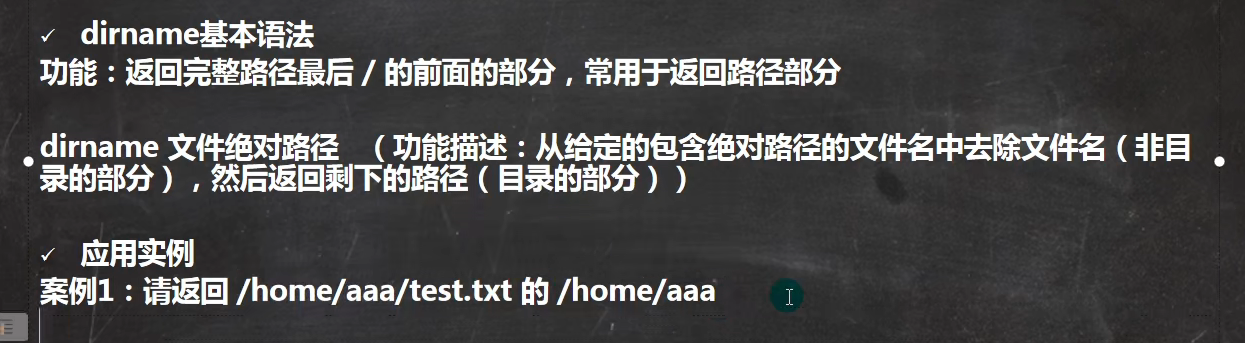 ✓ dirname基本语法
功能：返回完整路径最后 / 的前面的部分，常用于返回路径部分
dirname 文件绝对路径 （功能描述：从给定的包含绝对路径的文件名中去除文件名（非目
录的部分），然后返回剩下的路径（目录的部分））
✓ 应用实例
案例1：请返回 /home/aaa/test.txt 的 /home/aaa